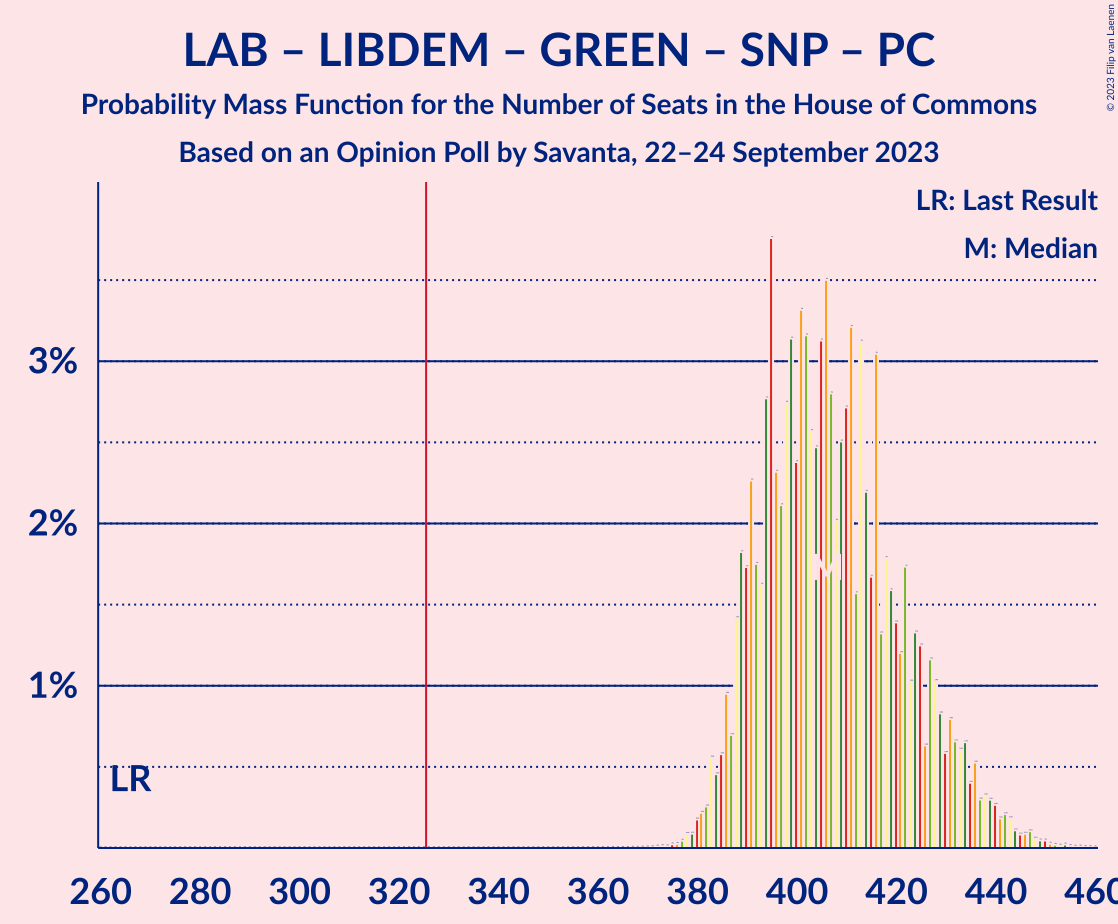 LAB – LIBDEM – GREEN – SNP – PC
Probability Mass Function for the Number of Seats in the House of Commons
Based on an Opinion Poll by Savanta, 22–24 September 2023
© 2023 Filip van Laenen
LR: Last Result
M: Median
3%
2%
1%
M
LR
260 280 300 320 340 360 380 400 420 440 460